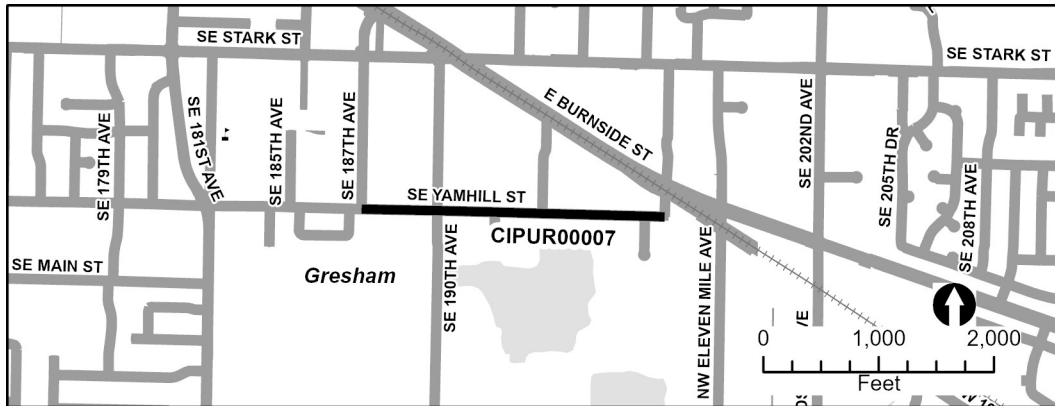 SE STARK ST
SE STARK ST
E BURNSIDE ST
SE 179TH AVE
SE 181ST AVE
SE 185TH AVE
SE 187TH AVE
SE 202ND AVE
SE 205TH DR
SE 208TH AVE
SE YAMHILL ST
CIPUR00007
SE MAIN ST
Gresham
SE 190TH AVE
NW ELEVEN MILE AVE
0 1,000 2,000
Feet